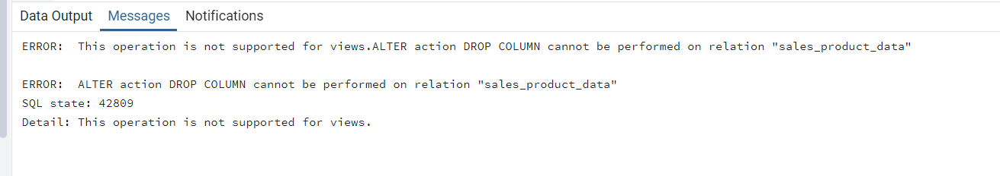 Data Output Messages Notifications
ERROR:  This operation is not supported for views.ALTER action DROP COLUMN cannot be performed on relation "sales_product_data"
ERROR:  ALTER action DROP COLUMN cannot be performed on relation "sales_product_data"
SQL state: 42809
Detail: This operation is not supported for views.